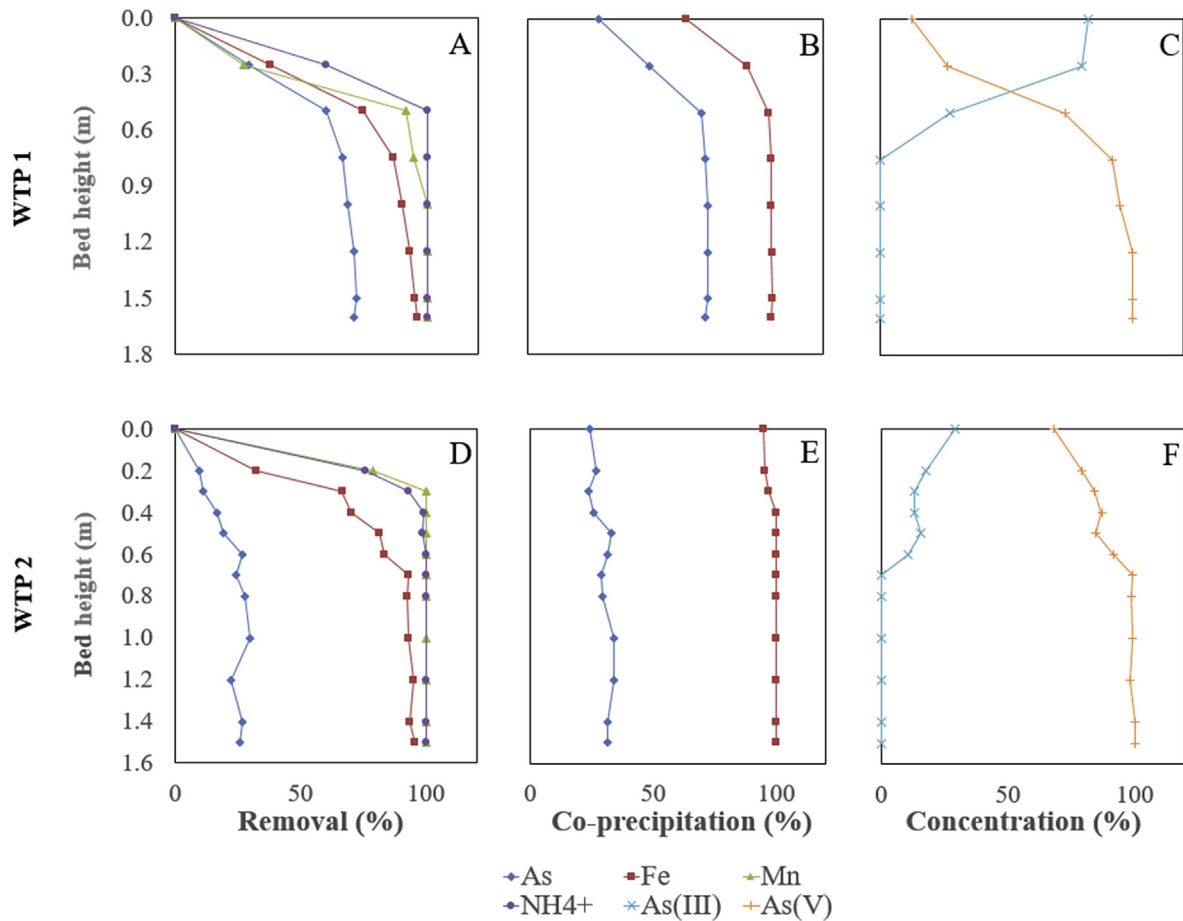 WTP 1
Bed height (m)
0.0
0.3
0.6
0.9
1.2
1.5
1.8
A
B
C
WTP 2
Bed height (m)
0.0
0.2
0.4
0.6
0.8
1.0
1.2
1.4
1.6
D
E
F
0 50 100
0 50 100
0 50 100
Removal (%)
Co-precipitation (%)
Concentration (%)
As Fe Mn
NH4+ As(III) As(V)